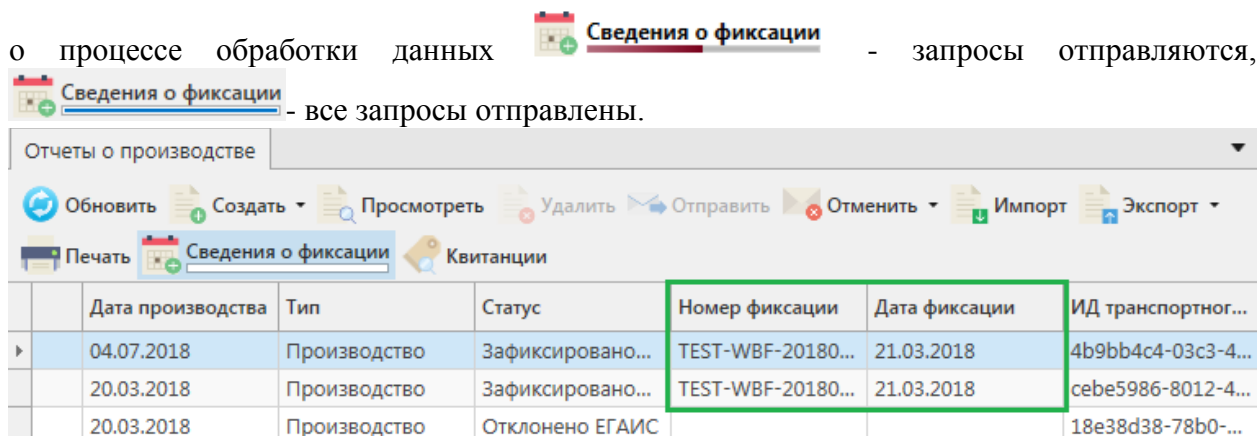 о процессе обработки данных Сведения о фиксации - запросы отправляются,
Сведения о фиксации - все запросы отправлены.
Отчеты о производстве
Обновить Создать Просмотреть Удалить Отправить Отменить Импорт Экспорт
Печать Сведения о фиксации Квитанции
Дата производства Тип Статус Номер фиксации Дата фиксации ИД транспортног...
04.07.2018 Производство Зафиксировано... TEST-WBF-20180... 21.03.2018 4b9bb4c4-03c3-4...
20.03.2018 Производство Зафиксировано... TEST-WBF-20180... 21.03.2018 cebe5986-8012-4...
20.03.2018 Производство Отклонено ЕГАИС 18e38d38-78b0-...